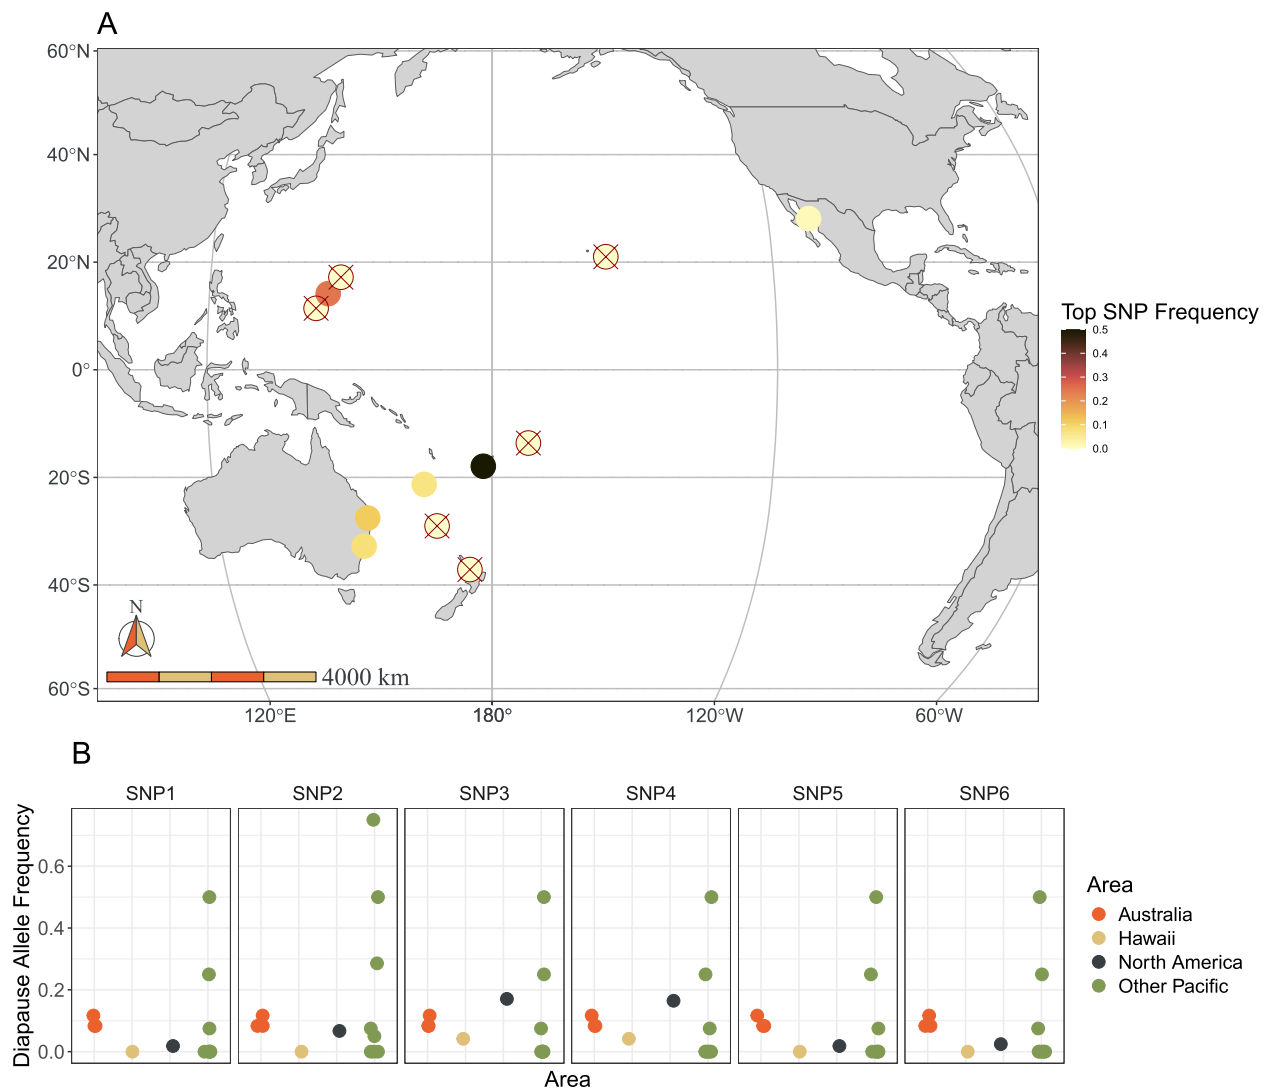 A
60°N
40°N
20°N
0°
20°S
40°S
60°S
N
4000 km
120°E 180° 120°W 60°W
Top SNP Frequency
0.5
0.4
0.3
0.2
0.1
0.0
B
SNP1 SNP2 SNP3 SNP4 SNP5 SNP6
Diapause Allele Frequency
0.6
0.4
0.2
0.0
Area
Area
Australia
Hawaii
North America
Other Pacific